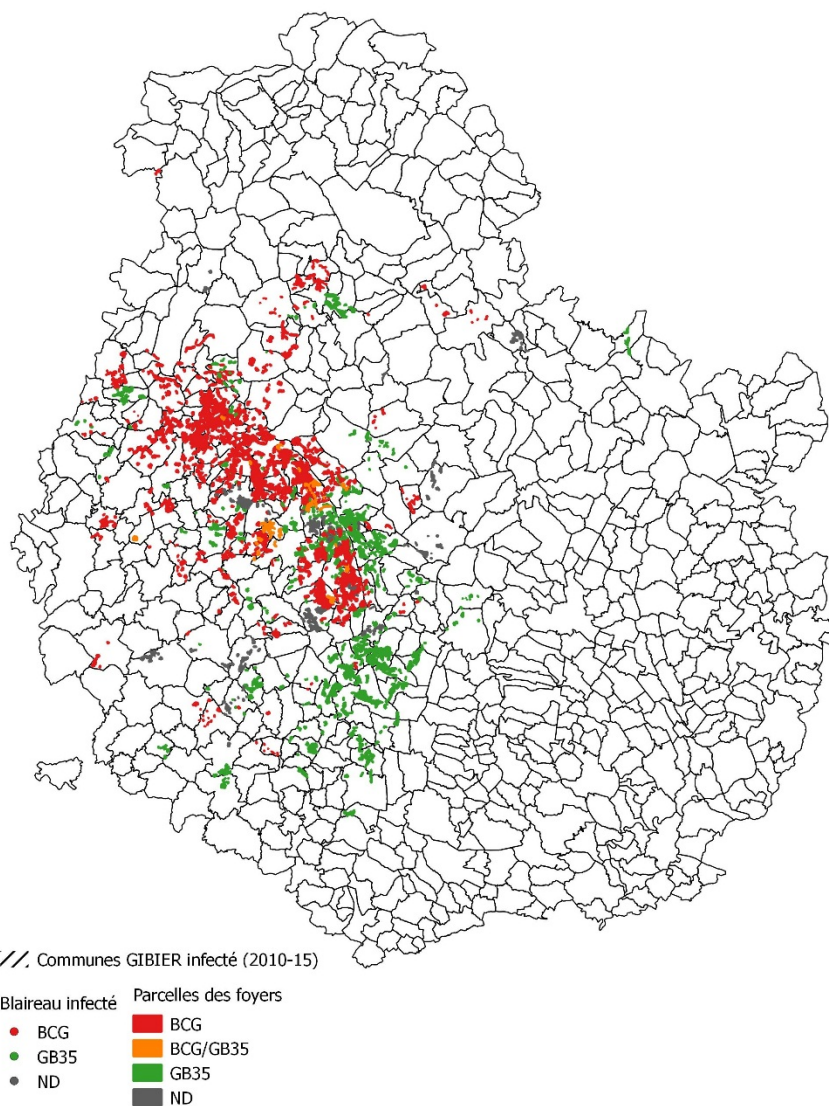 Communes GIBIER infecté (2010-15)
Blaireau infecté
BCG
GB35
ND
Parcelles des foyers
BCG
BCG/GB35
GB35
ND